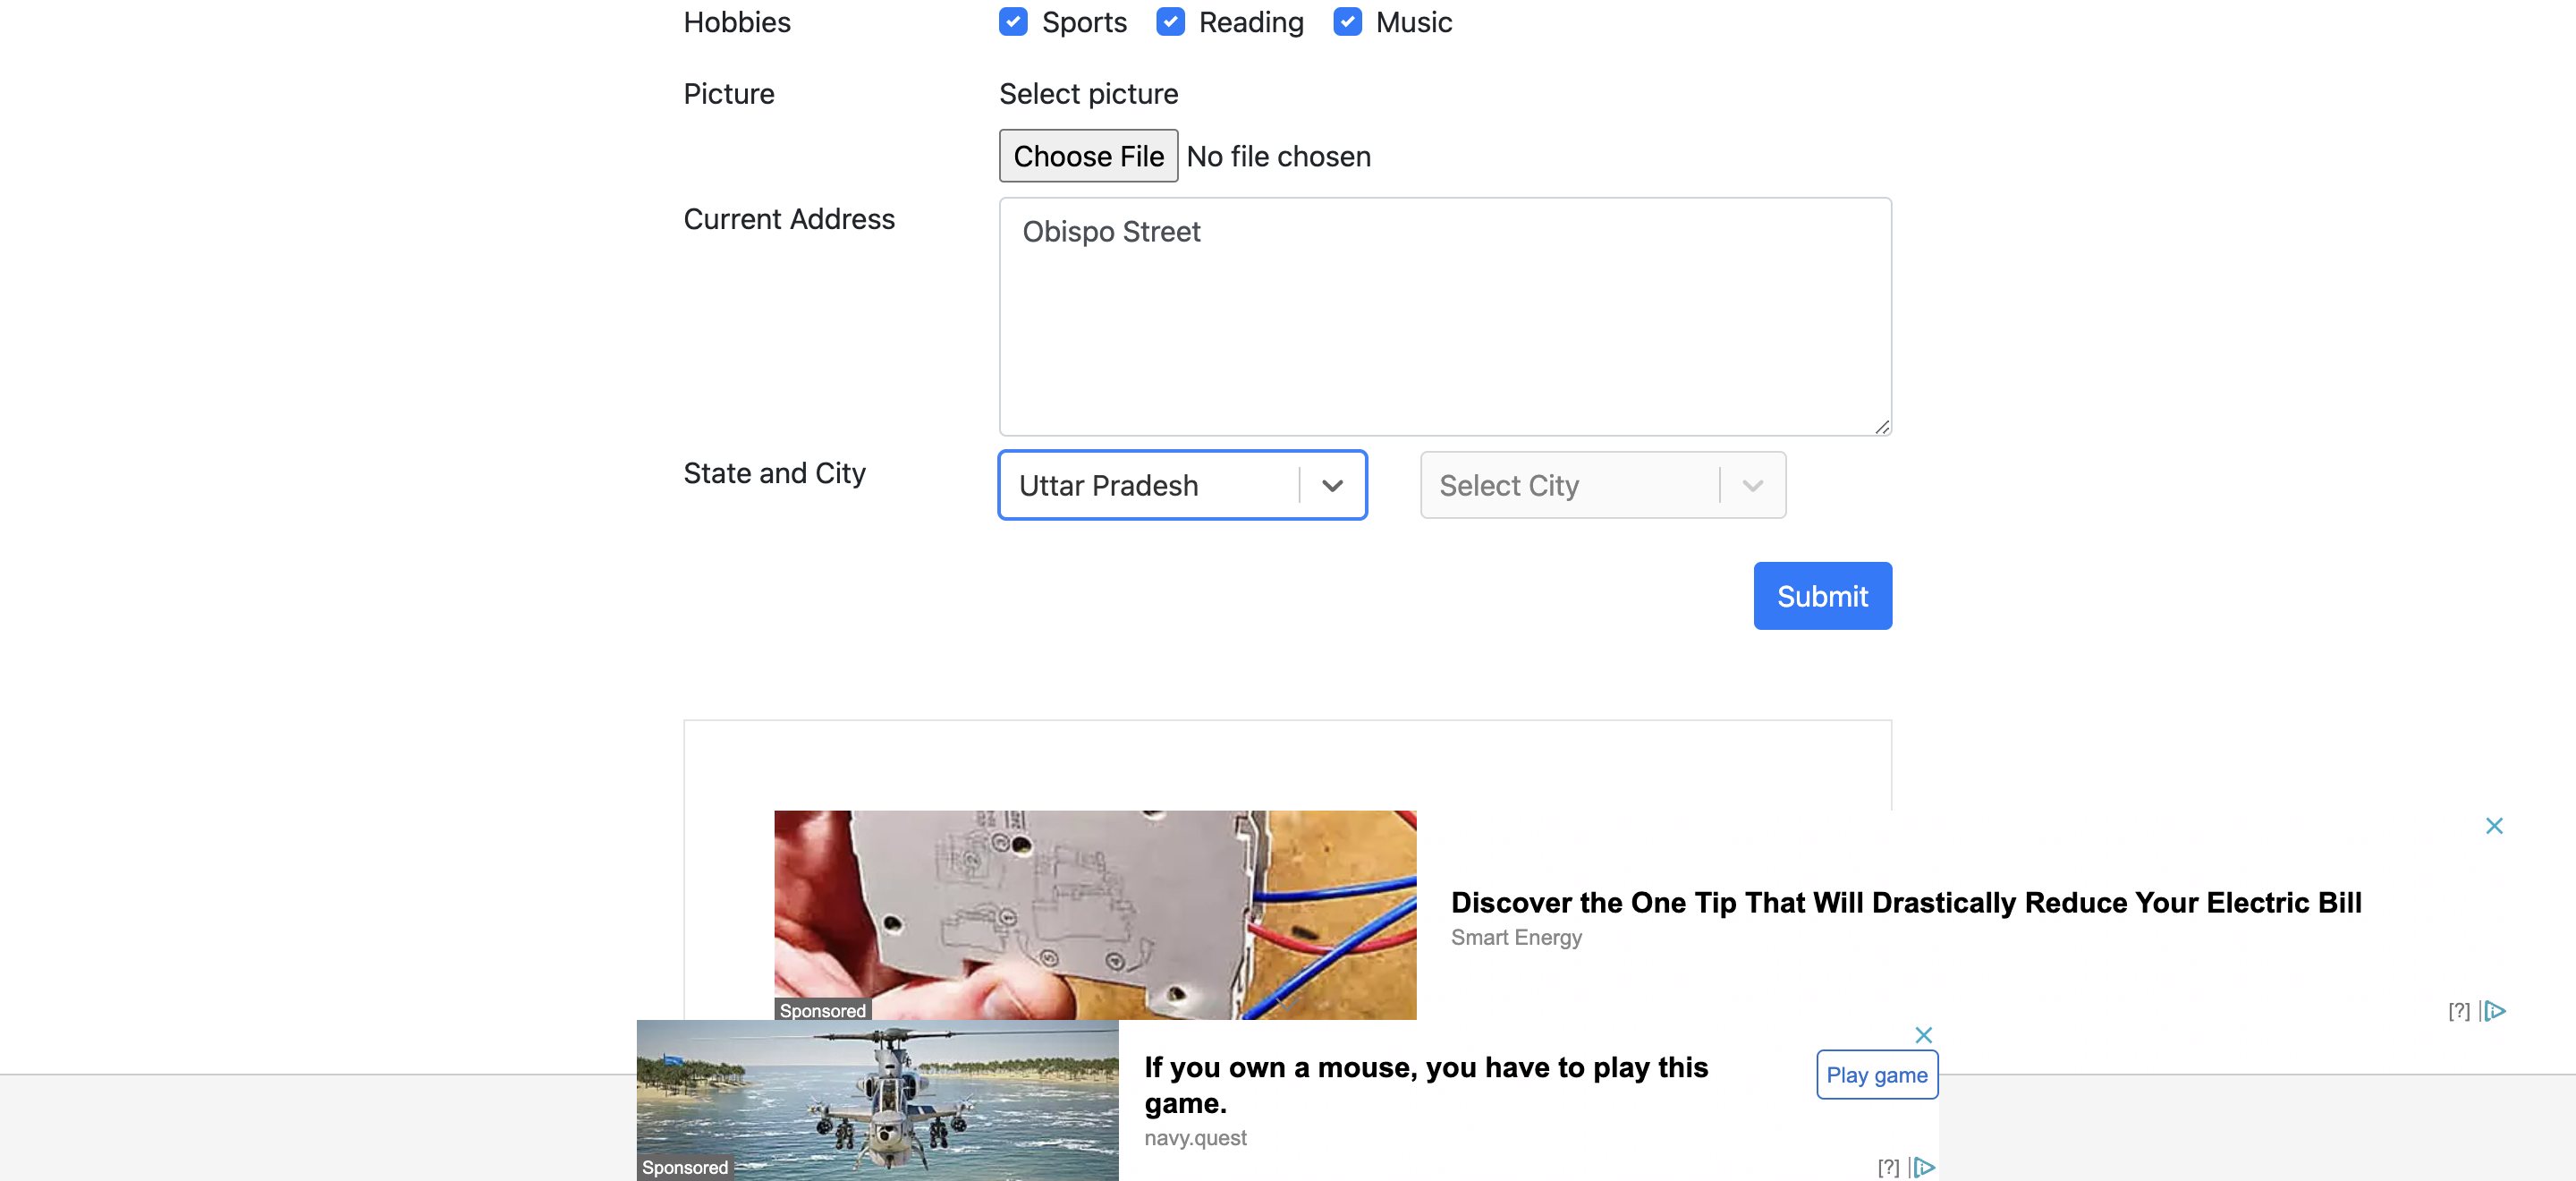 Hobbies
Sports Reading Music
Picture
Select picture
Choose File No file chosen
Current Address
Obispo Street
State and City
Uttar Pradesh
Select City
Submit
Discover the One Tip That Will Drastically Reduce Your Electric Bill
Smart Energy
Sponsored
[?]
If you own a mouse, you have to play this
game.
navy.quest
Play game
Sponsored
[?]